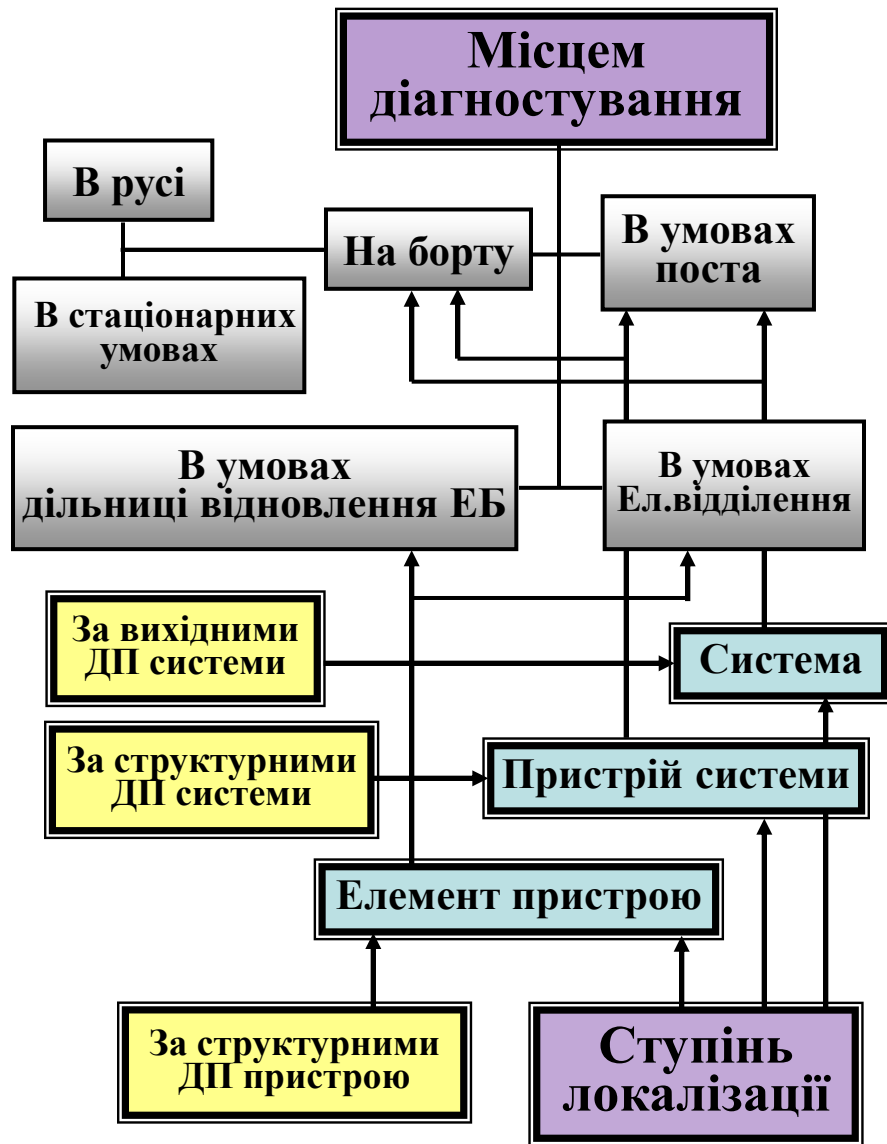 Місцем
діагностування
В русі
На борту
В умовах
поста
В стаціонарних
умовах
В умовах
дільниці відновлення ЕБ
В умовах
Ел.відділення
За вихідними
ДП системи
Система
За структурними
ДП системи
Пристрій системи
Елемент пристрою
За структурними
ДП пристрою
Ступінь
локалізації